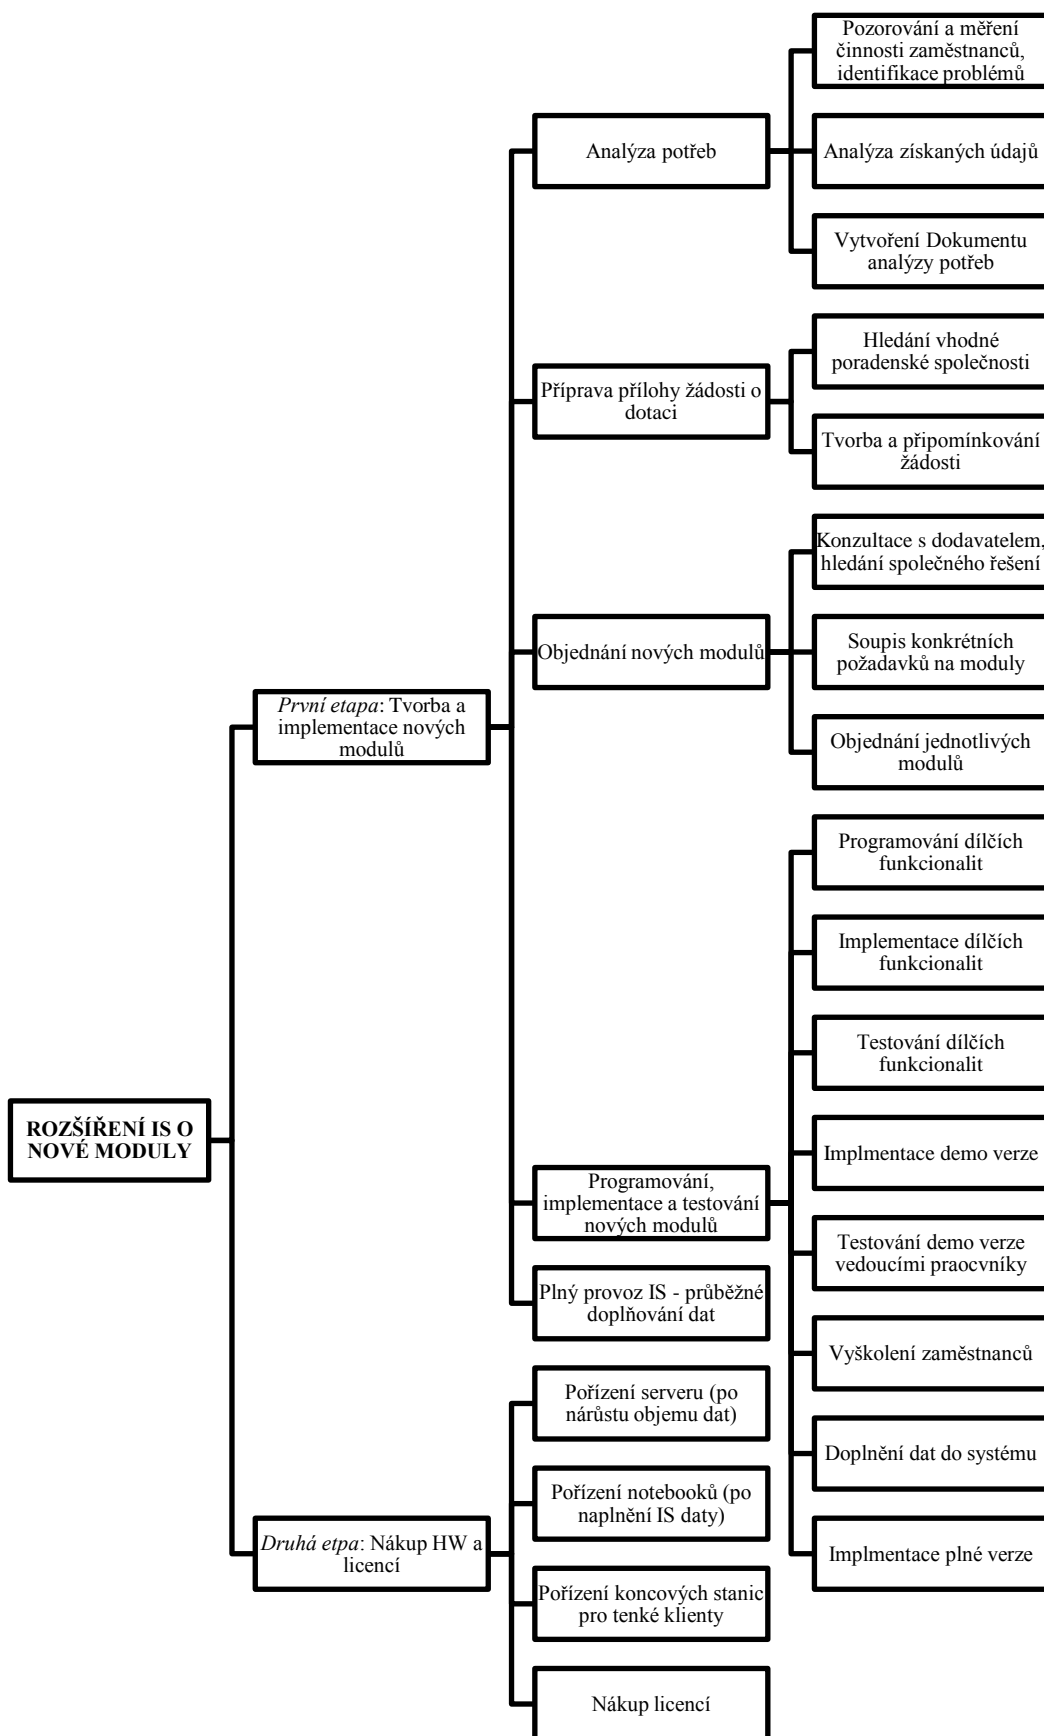 ROZŠÍŘENÍ IS O
NOVÉ MODULY
První etapa: Tvorba a
implementace nových
modulů
Analýza potřeb
Pozorování a měření
činnosti zaměstnanců,
identifikace problémů
Analýza získaných údajů
Vytvoření Dokumentu
analýzy potřeb
Příprava přílohy žádosti o
dotaci
Hledání vhodné
poradenské společnosti
Tvorba a připomínkování
žádosti
Objednání nových modulů
Konzultace s dodavatelem,
hledání společného řešení
Soupis konkrétních
požadavků na moduly
Objednání jednotlivých
modulů
Programování,
implementace a testování
nových modulů
Programování dílčích
funkcionalit
Implementace dílčích
funkcionalit
Testování dílčích
funkcionalit
Implmentace demo verze
Testování demo verze
vedoucími praocvníky
Vyškolení zaměstnanců
Doplnění dat do systému
Implmentace plné verze
Plný provoz IS - průběžné
doplňování dat
Druhá etpa: Nákup HW a
licencí
Pořízení serveru (po
nárůstu objemu dat)
Pořízení notebooků (po
naplnění IS daty)
Pořízení koncových stanic
pro tenké klienty
Nákup licencí